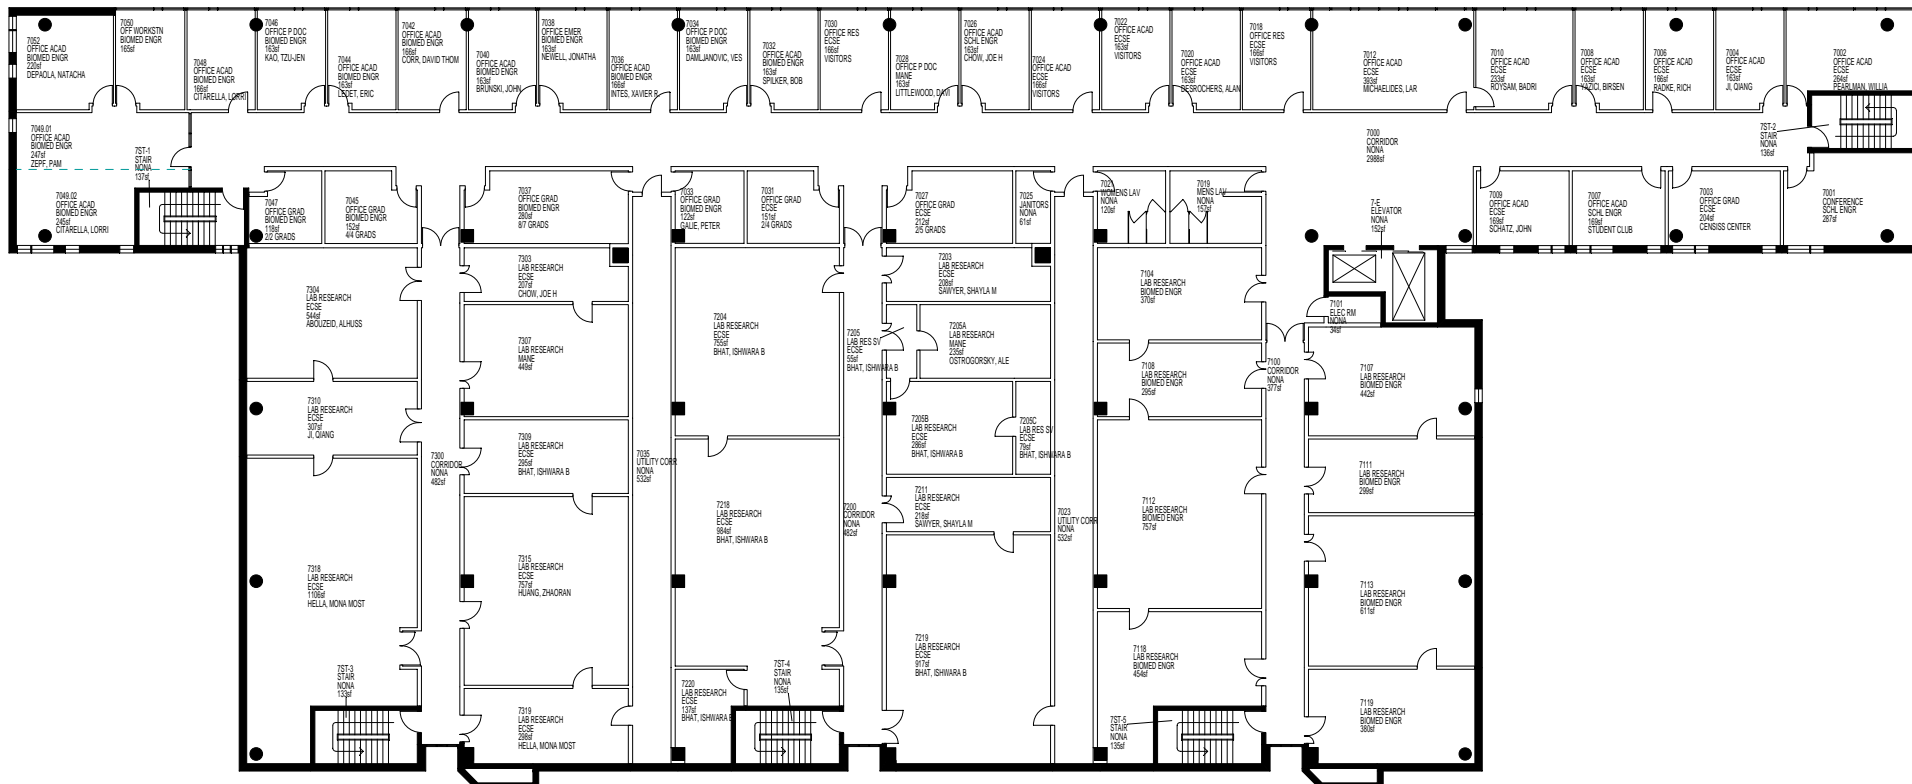 7052
OFFICE ACAD
BIOMED ENGR
220sf
DEPAOLA, NATACHA
7050
OFF WORKSTN
BIOMED ENGR
165sf
7048
OFFICE ACAD
BIOMED ENGR
166sf
CITARELLA, LORRI
7046
OFFICE P DOC
BIOMED ENGR
163sf
KAO, TZU-JEN
7044
OFFICE ACAD
BIOMED ENGR
163sf
LEDET, ERIC
7042
OFFICE ACAD
BIOMED ENGR
166sf
CORR, DAVID THOM
7040
OFFICE ACAD
BIOMED ENGR
163sf
BRUNSKI, JOHN
7038
OFFICE EMER
BIOMED ENGR
163sf
NEWELL, JONATHA
7036
OFFICE ACAD
BIOMED ENGR
166sf
INTES, XAVIER R
7034
OFFICE P DOC
BIOMED ENGR
163sf
DAMLJANOVIC, VES
7032
OFFICE ACAD
BIOMED ENGR
163sf
SPILKER, BOB
7030
OFFICE RES
ECSE
166sf
VISITORS
7028
OFFICE P DOC
MANE
163sf
LITTLEWOOD, DAVI
7026
OFFICE ACAD
SCHL ENGR
163sf
CHOW, JOE H
7024
OFFICE ACAD
ECSE
166sf
VISITORS
7022
OFFICE ACAD
ECSE
163sf
VISITORS
7020
OFFICE ACAD
ECSE
163sf
DESROCHERS, ALAN
7018
OFFICE RES
ECSE
166sf
VISITORS
7012
OFFICE ACAD
ECSE
393sf
MICHAELIDES, LAR
7010
OFFICE ACAD
ECSE
233sf
ROYSAM, BADRI
7008
OFFICE ACAD
ECSE
163sf
YAZICI, BIRSEN
7006
OFFICE ACAD
ECSE
166sf
RADKE, RICH
7004
OFFICE ACAD
ECSE
163sf
JI, QIANG
7002
OFFICE ACAD
ECSE
264sf
PEARLMAN, WILLIA
7049.01
OFFICE ACAD
BIOMED ENGR
247sf
ZEPF, PAM
7ST-1
STAIR
NONA
137sf
7000
CORRIDOR
NONA
2988sf
7ST-2
STAIR
NONA
136sf
7049.02
OFFICE ACAD
BIOMED ENGR
245sf
CITARELLA, LORRI
7047
OFFICE GRAD
BIOMED ENGR
118sf
2/2 GRADS
7045
OFFICE GRAD
BIOMED ENGR
152sf
4/4 GRADS
7037
OFFICE GRAD
BIOMED ENGR
280sf
8/7 GRADS
7033
OFFICE GRAD
BIOMED ENGR
122sf
GALIE, PETER
7031
OFFICE GRAD
ECSE
151sf
2/4 GRADS
7027
OFFICE GRAD
ECSE
212sf
2/5 GRADS
7025
JANITORS
NONA
61sf
7021
WOMENS LAV
NONA
120sf
7019
MENS LAV
NONA
157sf
7-E
ELEVATOR
NONA
152sf
7009
OFFICE ACAD
ECSE
169sf
SCHATZ, JOHN
7007
OFFICE ACAD
SCHL ENGR
169sf
STUDENT CLUB
7003
OFFICE GRAD
ECSE
204sf
CENSISS CENTER
7001
CONFERENCE
SCHL ENGR
267sf
7304
LAB RESEARCH
ECSE
544sf
ABOUZEID, ALHUSS
7303
LAB RESEARCH
ECSE
207sf
CHOW, JOE H
7307
LAB RESEARCH
MANE
449sf
7204
LAB RESEARCH
ECSE
755sf
BHAT, ISHWARA B
7203
LAB RESEARCH
ECSE
208sf
SAWYER, SHAYLA M
7205
LAB RES SV
ECSE
55sf
BHAT, ISHWARA B
7205A
LAB RESEARCH
MANE
235sf
OSTROGORSKY, ALE
7104
LAB RESEARCH
BIOMED ENGR
370sf
7101
ELEC RM
NONA
34sf
7108
LAB RESEARCH
BIOMED ENGR
295sf
7100
CORRIDOR
NONA
377sf
7107
LAB RESEARCH
BIOMED ENGR
442sf
7310
LAB RESEARCH
ECSE
307sf
JI, QIANG
7300
CORRIDOR
NONA
482sf
7309
LAB RESEARCH
ECSE
295sf
BHAT, ISHWARA B
7035
UTILITY CORR
NONA
532sf
7205B
LAB RESEARCH
ECSE
286sf
BHAT, ISHWARA B
7205C
LAB RES SV
ECSE
79sf
BHAT, ISHWARA B
7111
LAB RESEARCH
BIOMED ENGR
299sf
7318
LAB RESEARCH
ECSE
1106sf
HELLA, MONA MOST
7315
LAB RESEARCH
ECSE
757sf
HUANG, ZHAORAN
7218
LAB RESEARCH
ECSE
984sf
BHAT, ISHWARA B
7200
CORRIDOR
NONA
482sf
7211
LAB RESEARCH
ECSE
218sf
SAWYER, SHAYLA M
7023
UTILITY CORR
NONA
532sf
7112
LAB RESEARCH
BIOMED ENGR
757sf
7113
LAB RESEARCH
BIOMED ENGR
611sf
7ST-3
STAIR
NONA
133sf
7319
LAB RESEARCH
ECSE
298sf
HELLA, MONA MOST
7220
LAB RESEARCH
ECSE
137sf
BHAT, ISHWARA B
7ST-4
STAIR
NONA
135sf
7219
LAB RESEARCH
ECSE
917sf
BHAT, ISHWARA B
7118
LAB RESEARCH
BIOMED ENGR
454sf
7ST-5
STAIR
NONA
135sf
7119
LAB RESEARCH
BIOMED ENGR
380sf